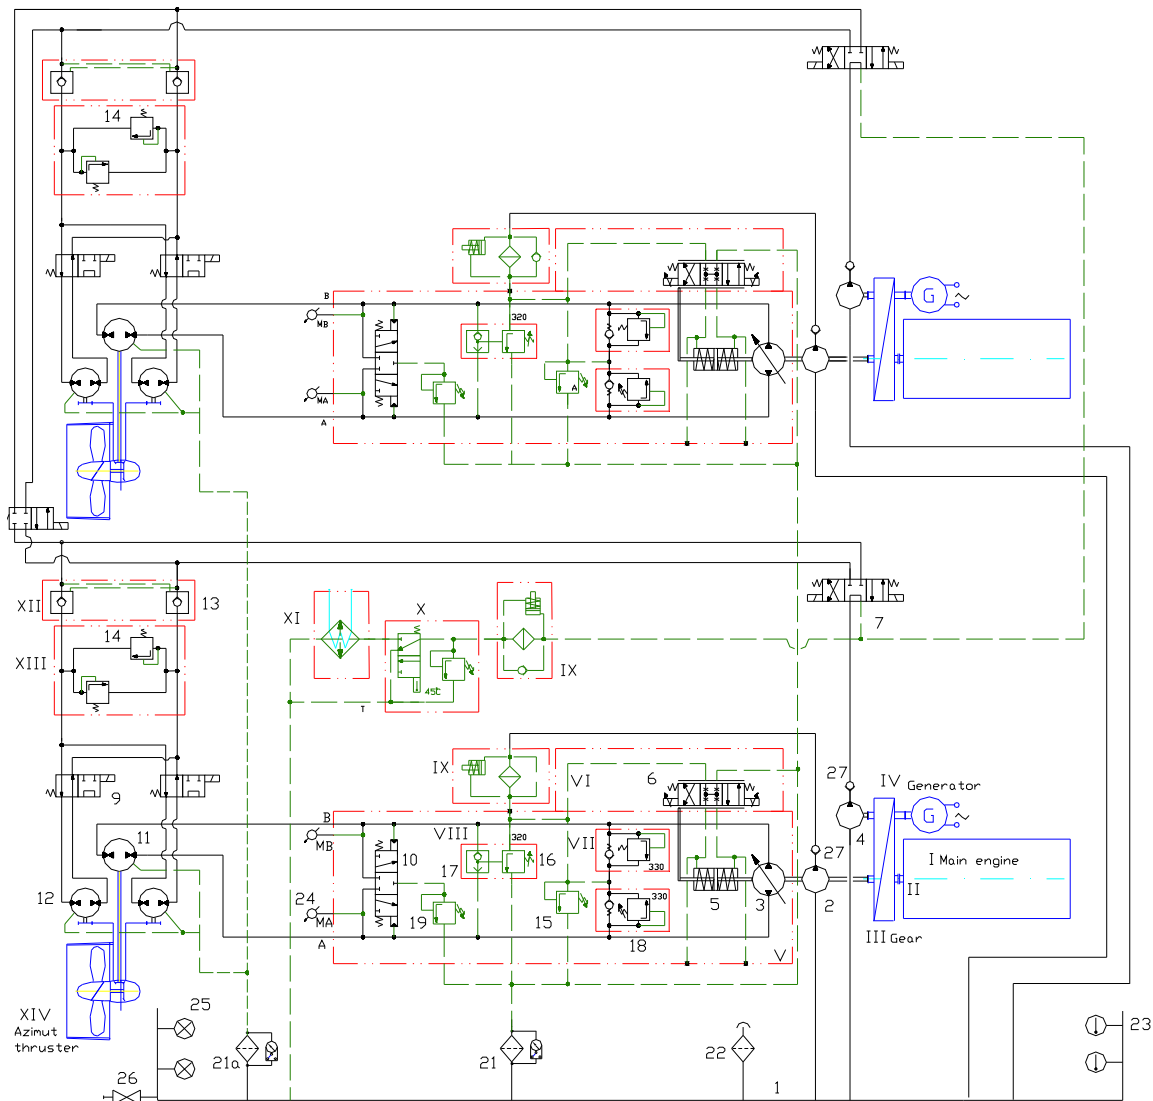 14
B
MB
320
A
MA
A
G
XII
13
14
XIII
XI
X
45t
T
IX
7
IX
VI
6
27
IV Generator
B
MB
VIII
320
16
VII
330
G
9
11
10
17
27
4
I Main engine
12
24
MA
19
15
330
18
5
3
2
II
A
V
III Gear
XIV
Azimut
thruster
25
21a
21
22
23
26
1